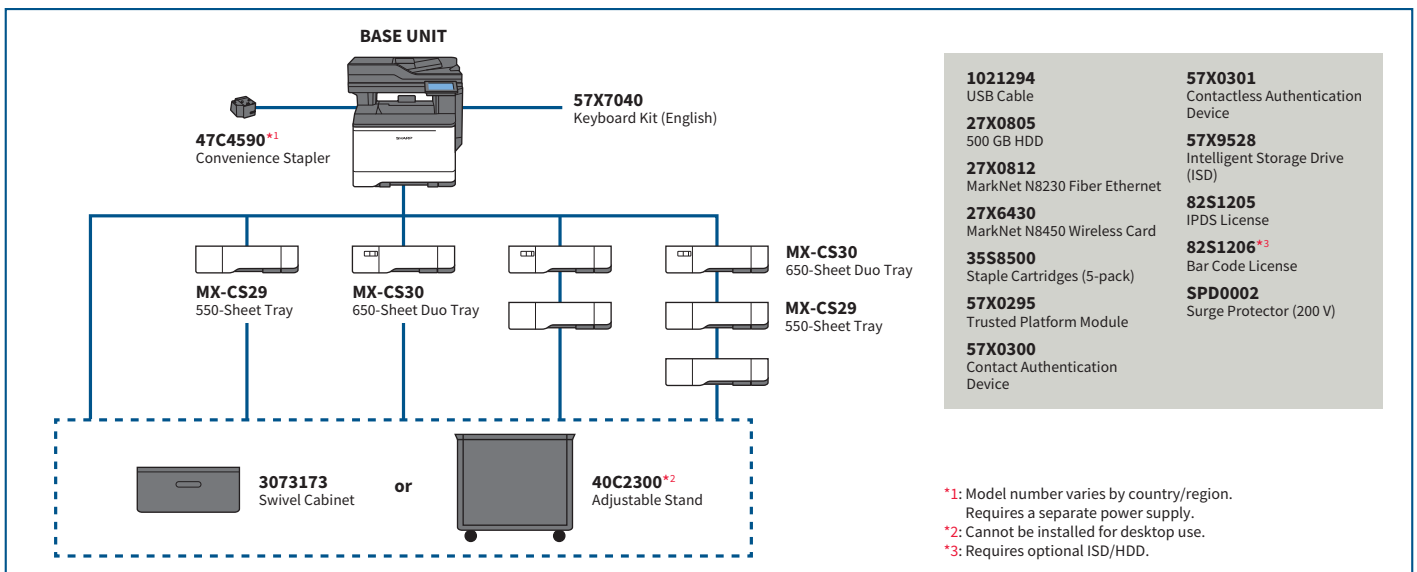 BASE UNIT
SHARP
47C4590*1
Convenience Stapler
57X7040
Keyboard Kit (English)
MX-CS29
550-Sheet Tray
MX-CS30
650-Sheet Duo Tray
MX-CS30
650-Sheet Duo Tray
MX-CS29
550-Sheet Tray
3073173
Swivel Cabinet
or
40C2300*2
Adjustable Stand
1021294
USB Cable
27X0805
500 GB HDD
27X0812
MarkNet N8230 Fiber Ethernet
27X6430
MarkNet N8450 Wireless Card
35S8500
Staple Cartridges (5-pack)
57X0295
Trusted Platform Module
57X0300
Contact Authentication
Device
57X0301
Contactless Authentication
Device
57X9528
Intelligent Storage Drive
(ISD)
82S1205
IPDS License
82S1206*3
Bar Code License
SPD0002
Surge Protector (200 V)
*1: Model number varies by country/region.
Requires a separate power supply.
*2: Cannot be installed for desktop use.
*3: Requires optional ISD/HDD.